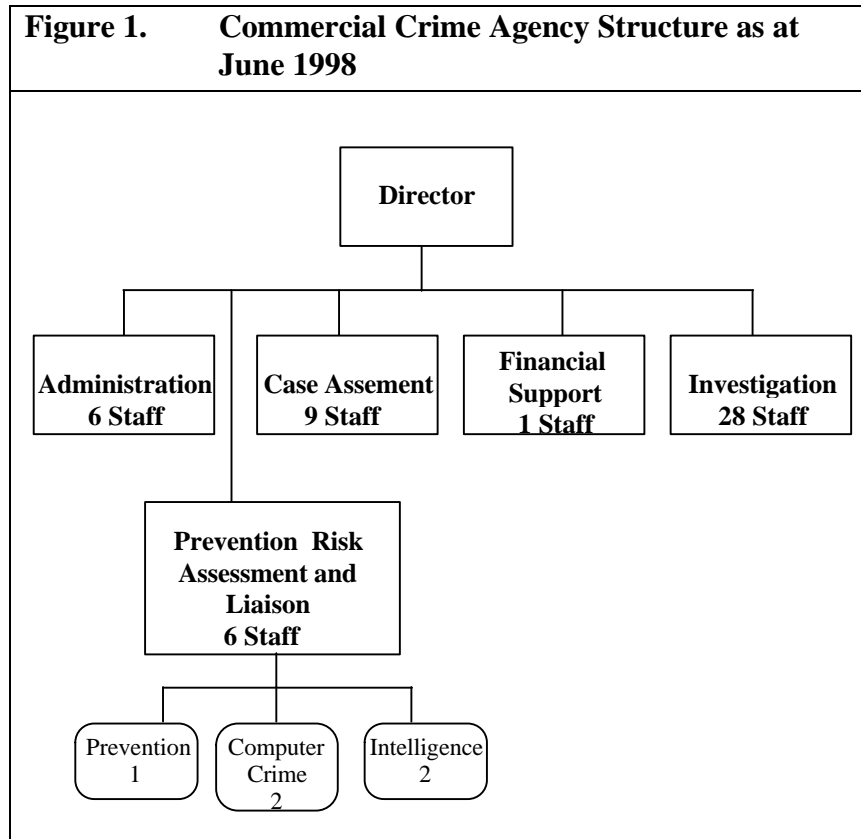 Figure 1. Commercial Crime Agency Structure as at
June 1998
Director
Administration
6 Staff
Case Assement
9 Staff
Financial
Support
1 Staff
Investigation
28 Staff
Prevention Risk
Assessment and
Liaison
6 Staff
Prevention
1
Computer
Crime
2
Intelligence
2